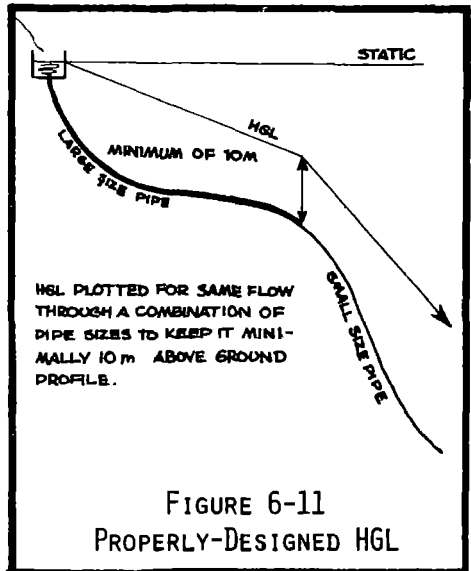 STATIC
HGL
MINIMUM OF 10M
LARGE SIZE PIPE
HGL PLOTTED FOR SAME FLOW
THROUGH A COMBINATION OF
PIPE SIZES TO KEEP IT MINI-
MALLY 10 m ABOVE GROUND
PROFILE.
SMALL SIZE PIPE
FIGURE 6-11
PROPERLY-DESIGNED HGL